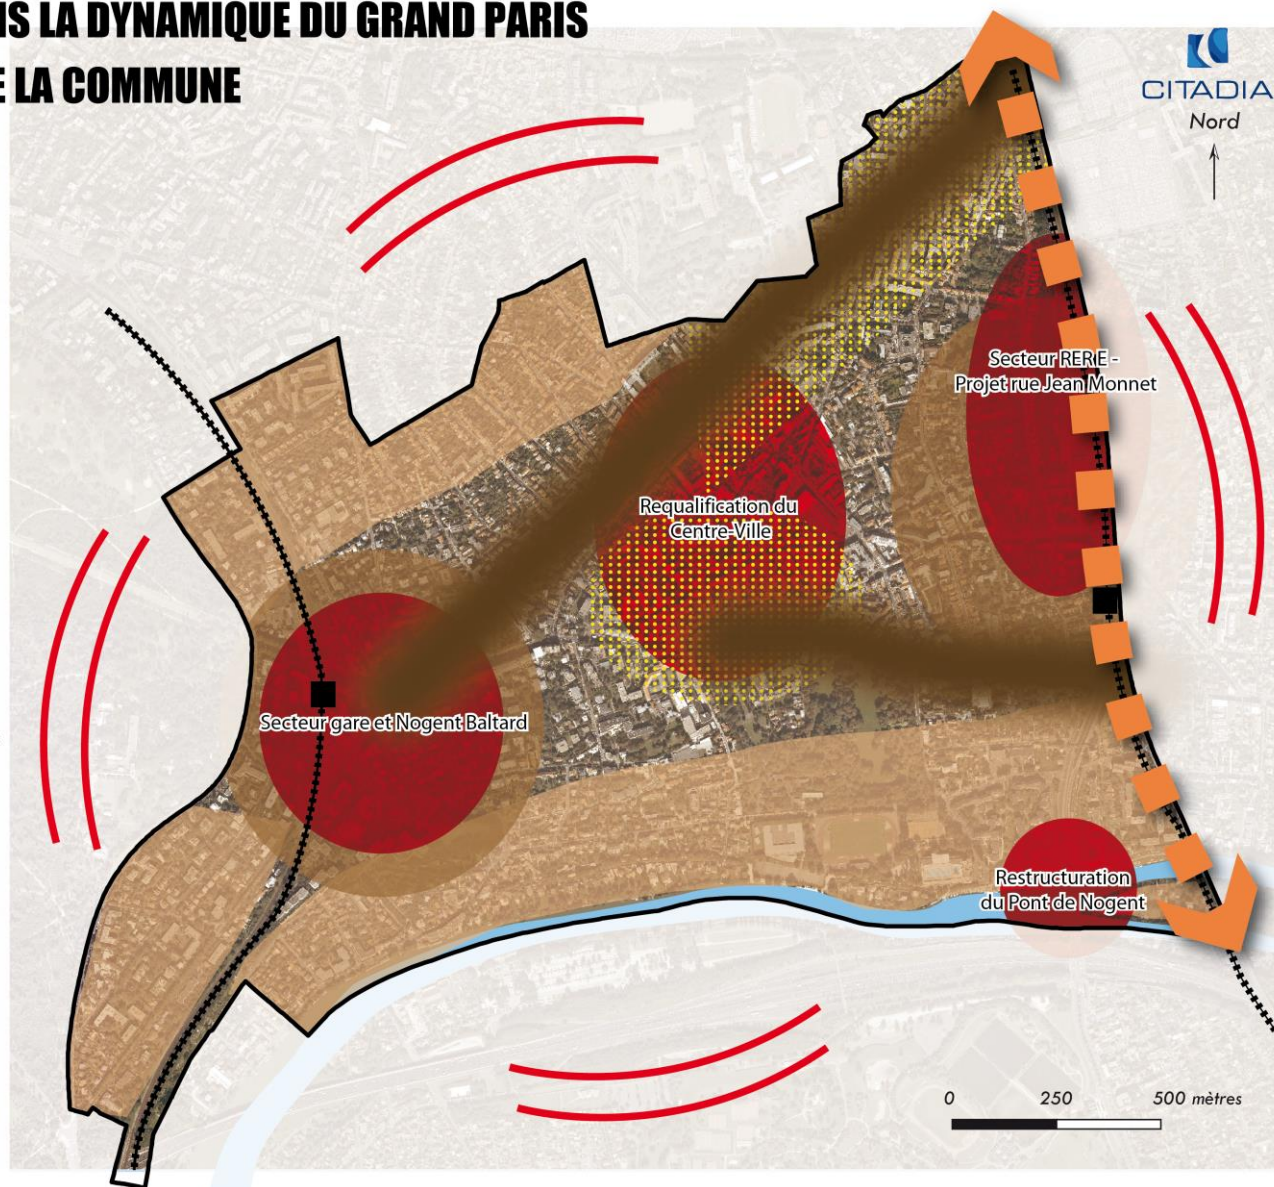 NS LA DYNAMIQUE DU GRAND PARIS
E LA COMMUNE
CITADIA
Nord
Secteur RER E -
Projet rue Jean Monnet
Requalification du
Centre-Ville
Secteur gare et Nogent Baltard
Restructuration
du Pont de Nogent
0 250 500 mètres